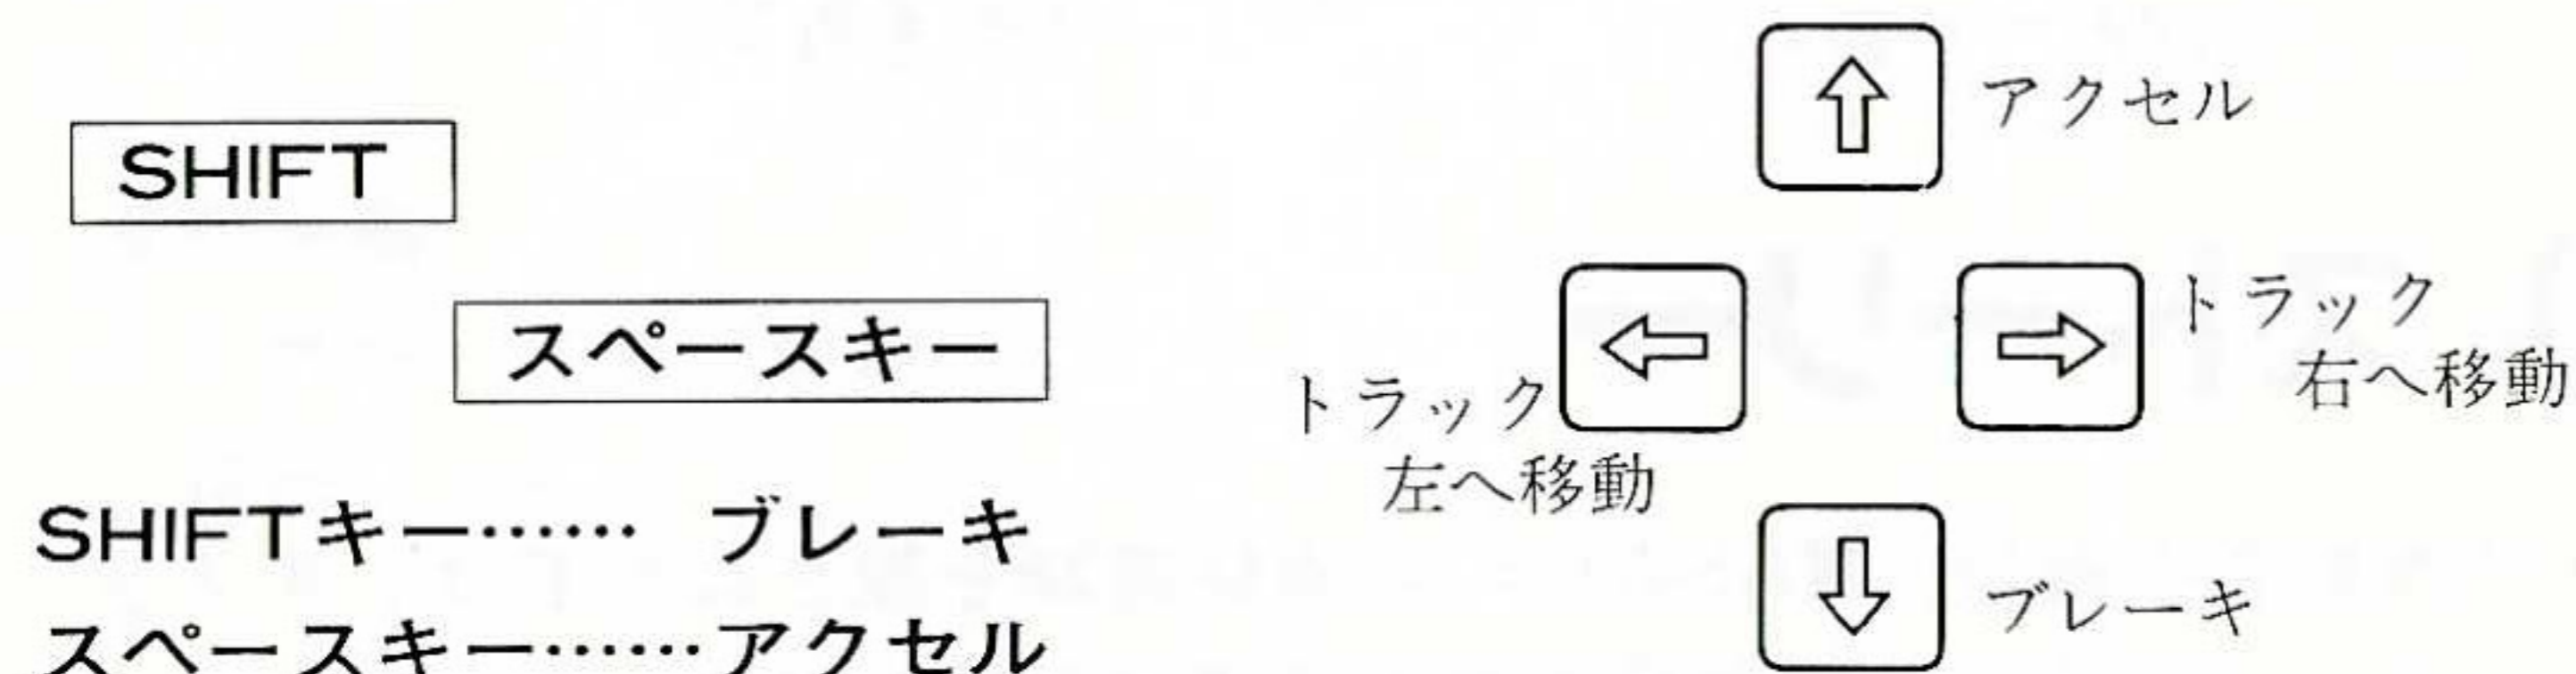 SHIFT
スペースキー
SHIFTキー…… ブレーキ
スペースキー……アクセル
アクセル
トラック
左へ移動
トラック
右へ移動
ブレーキ